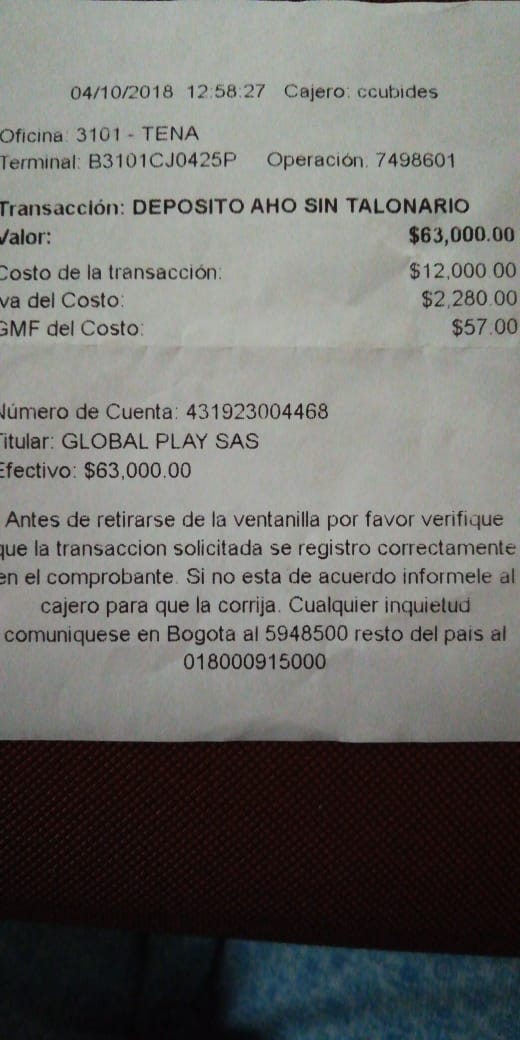 04/10/2018 12:58:27 Cajero: ccubides
Oficina: 3101 - TENA
Terminal: B3101CJ0425P Operación: 7498601
Transacción: DEPOSITO AHO SIN TALONARIO
Valor: $63,000.00
Costo de la transacción: $12,000.00
va del Costo: $2,280.00
GMF del Costo: $57.00
Número de Cuenta: 431923004468
Titular: GLOBAL PLAY SAS
Efectivo: $63,000.00
Antes de retirarse de la ventanilla por favor verifique
que la transaccion solicitada se registro correctamente
en el comprobante. Si no esta de acuerdo informele al
cajero para que la corrija. Cualquier inquietud
comuniquese en Bogota al 5948500 resto del pais al
018000915000